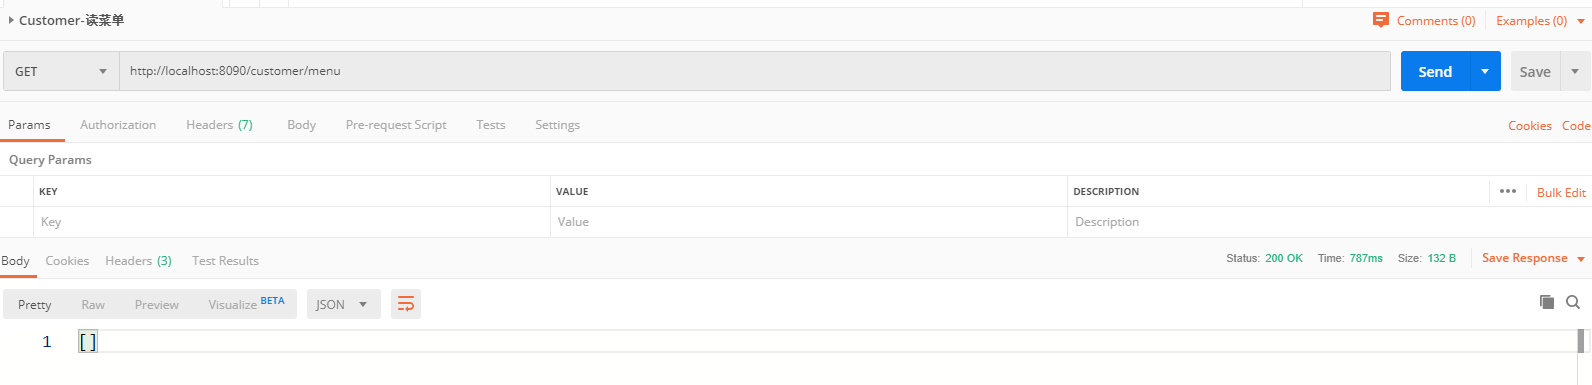 Customer-读菜单
Comments (0) Examples (0)
GET http://localhost:8090/customer/menu Send Save
Params Authorization Headers (7) Body Pre-request Script Tests Settings Cookies Code
Query Params
KEY VALUE DESCRIPTION ••• Bulk Edit
Key Value Description
Body Cookies Headers (3) Test Results Status: 200 OK Time: 787ms Size: 132 B Save Response
Pretty Raw Preview Visualize BETA JSON
1 []